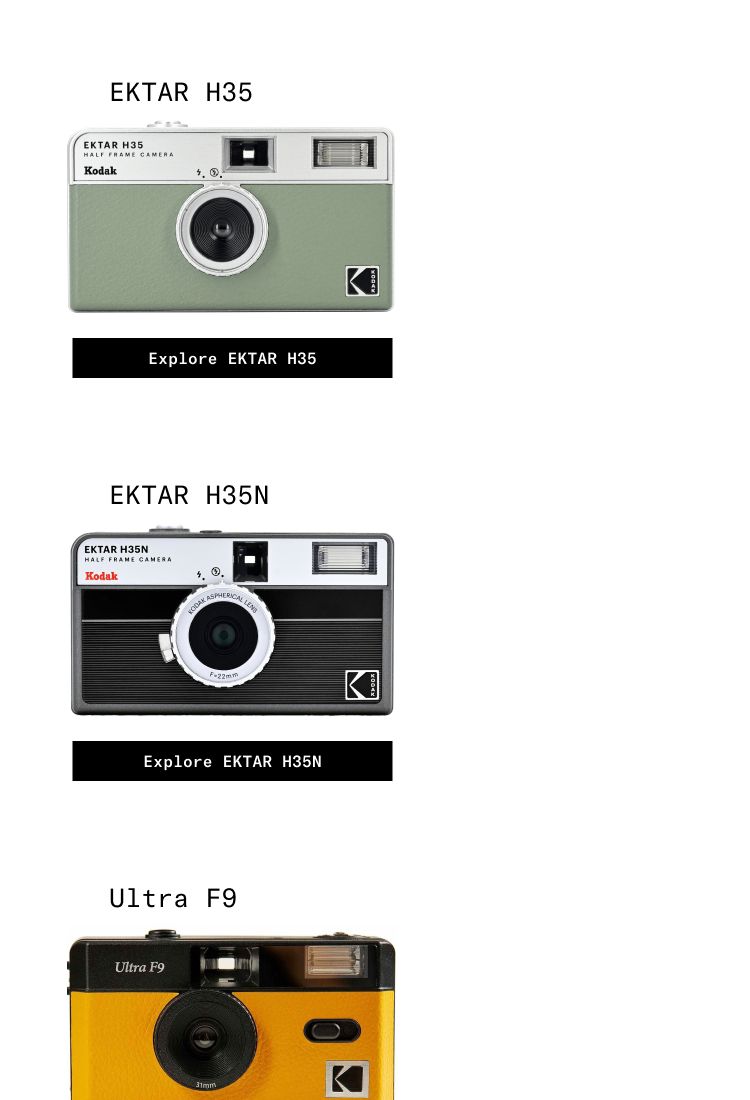 EKTAR H35
EKTAR H35
HALF FRAME CAMERA
Kodak
KODAK
Explore EKTAR H35
EKTAR H35N
EKTAR H35N
HALF FRAME CAMERA
Kodak
KODAK ASPHERICAL LENS
F=22mm
KODAK
Explore EKTAR H35N
Ultra F9
Ultra F9
31mm